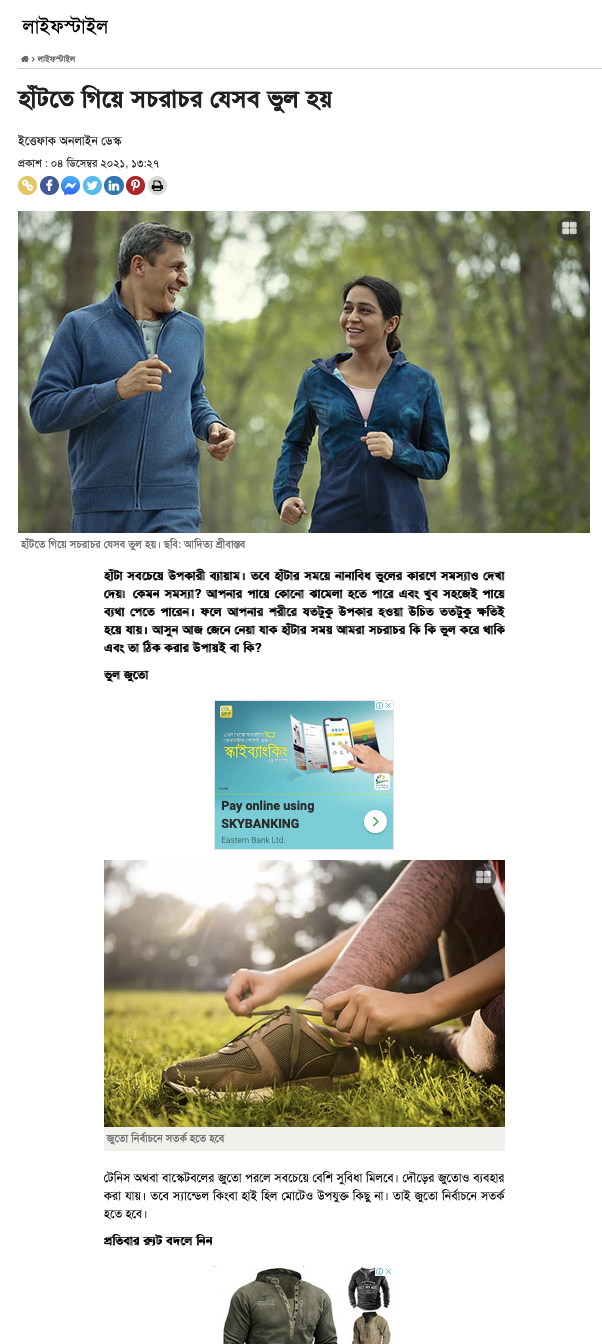 লাইফস্টাইল
লাইফস্টাইল
হাঁটতে গিয়ে সচরাচর যেসব ভুল হয়
ইত্তেফাক অনলাইন ডেস্ক
প্রকাশ : ০৪ ডিসেম্বর ২০২১, ১৩:২৭
হাঁটতে গিয়ে সচরাচর যেসব ভুল হয়। ছবি: আদিত্য শ্রীবাস্তব
হাঁটা সবচেয়ে উপকারী ব্যায়াম। তবে হাঁটার সময়ে নানাবিধ ভুলের কারণে সমস্যাও দেখা
দেয়। কেমন সমস্যা? আপনার পায়ে কোনো ঝামেলা হতে পারে এবং খুব সহজেই পায়ে
ব্যথা পেতে পারেন। ফলে আপনার শরীরে যতটুকু উপকার হওয়া উচিত ততটুকু ক্ষতিই
হয়ে যায়। আসুন আজ জেনে নেয়া যাক হাঁটার সময় আমরা সচরাচর কি কি ভুল করে থাকি
এবং তা ঠিক করার উপায়ই বা কি?
ভুল জুতো
স্কাইব্যাংকিং
Pay online using
SKYBANKING
Eastern Bank Ltd.
জুতো নির্বাচনে সতর্ক হতে হবে
টেনিস অথবা বাস্কেটবলের জুতো পরলে সবচেয়ে বেশি সুবিধা মিলবে। দৌড়ের জুতোও ব্যবহার
করা যায়। তবে স্যান্ডেল কিংবা হাই হিল মোটেও উপযুক্ত কিছু না। তাই জুতো নির্বাচনে সতর্ক
হতে হবে।
প্রতিবার রুট বদলে নিন